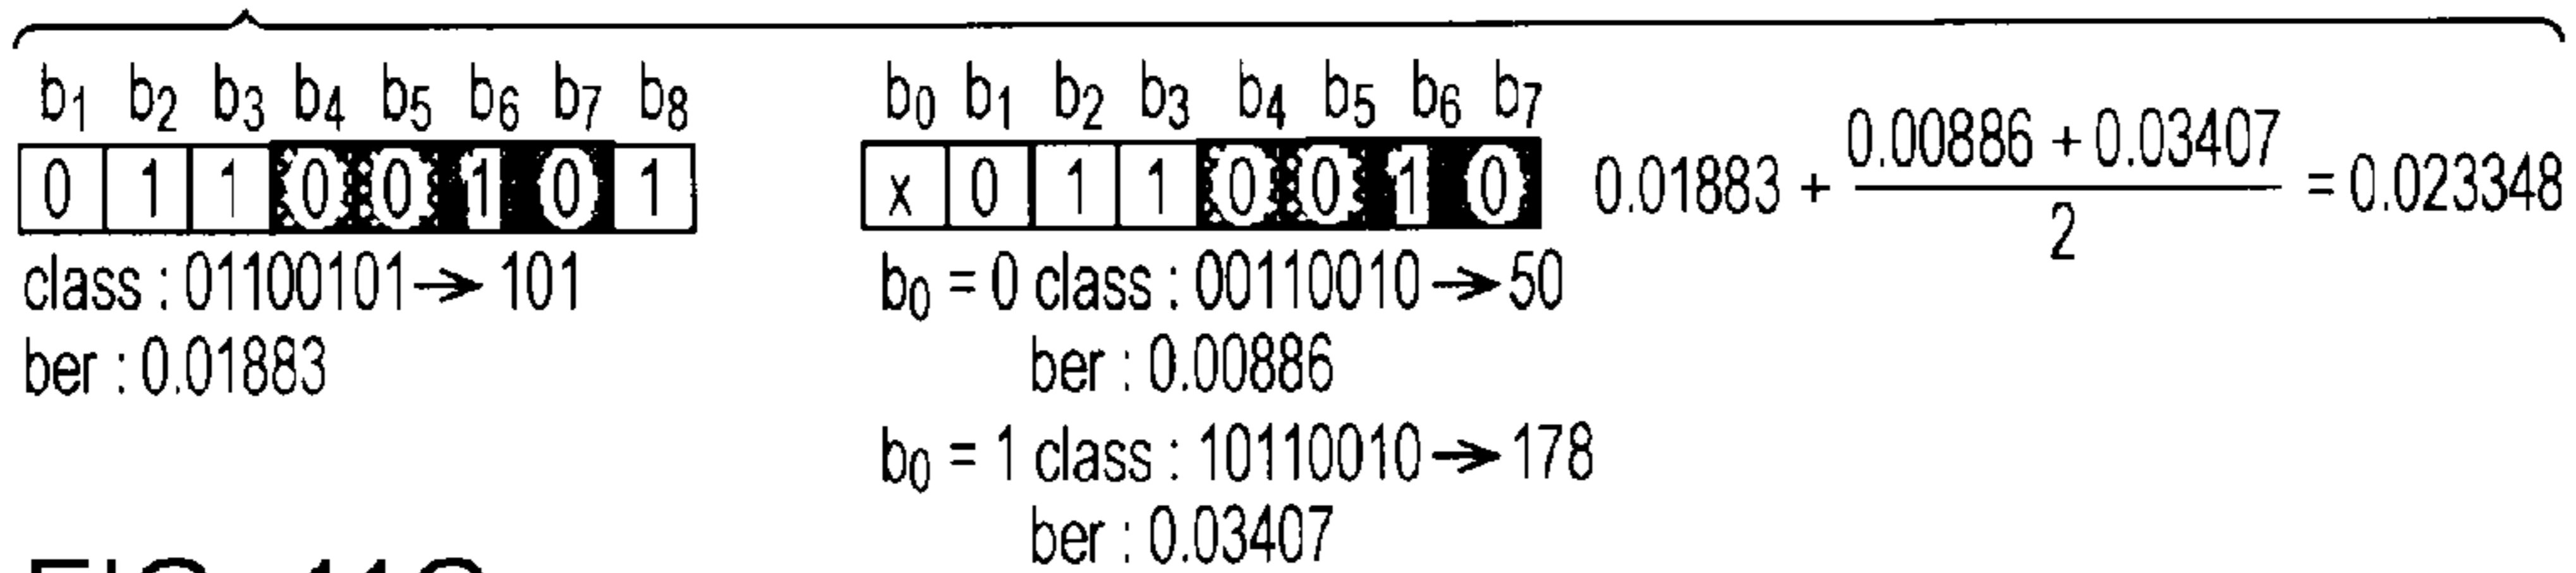 b1 b2 b3 b4 b5 b6 b7 b8
0 1 1 0 0 1 0 1
class : 01100101 → 101
ber : 0.01883
b0 b1 b2 b3 b4 b5 b6 b7
x 0 1 1 0 0 1 0
b0 = 0 class : 00110010 → 50
ber : 0.00886
b0 = 1 class : 10110010 → 178
ber : 0.03407
0.01883 + (0.00886 + 0.03407) / 2 = 0.023348